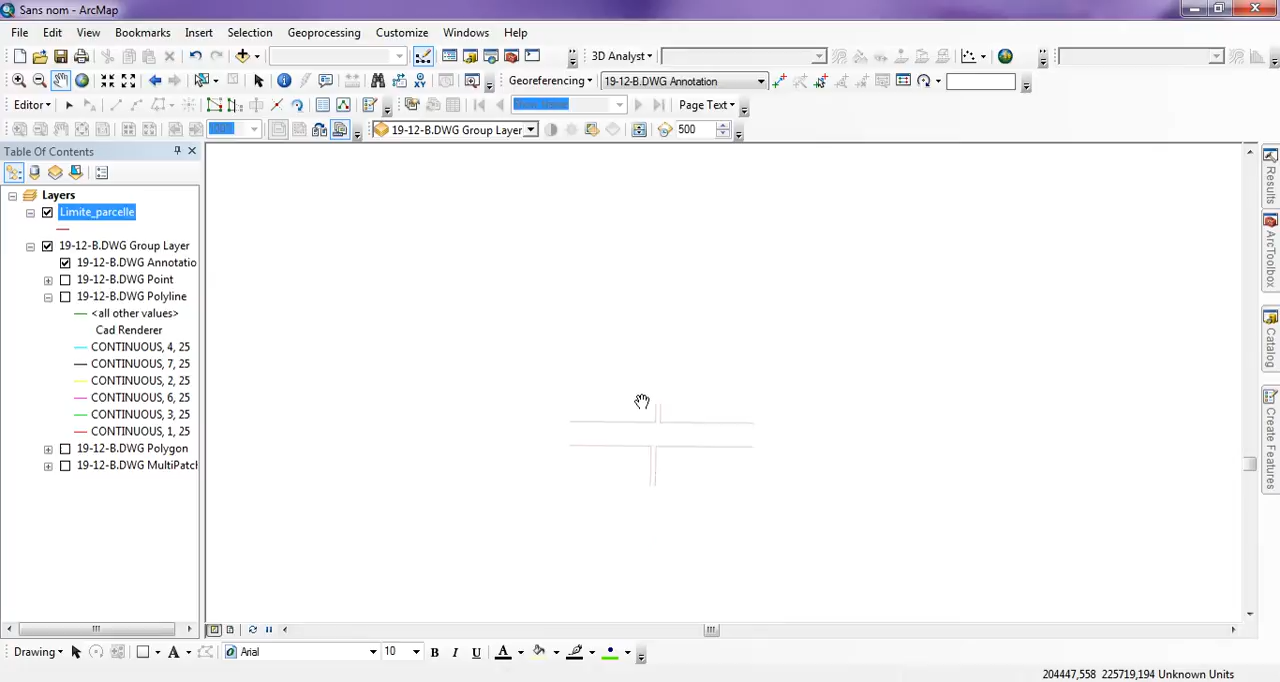 Sans nom - ArcMap
File Edit View Bookmarks Insert Selection Geoprocessing Customize Windows Help
3D Analyst
Georeferencing 19-12-B.DWG Annotation
Editor Page Text
19-12-B.DWG Group Layer 500
Table Of Contents
Layers
Limite_parcelle
19-12-B.DWG Group Layer
19-12-B.DWG Annotatio
19-12-B.DWG Point
19-12-B.DWG Polyline
<all other values>
Cad Renderer
CONTINUOUS, 4, 25
CONTINUOUS, 7, 25
CONTINUOUS, 2, 25
CONTINUOUS, 6, 25
CONTINUOUS, 3, 25
CONTINUOUS, 1, 25
19-12-B.DWG Polygon
19-12-B.DWG MultiPatch
Results
ArcToolbox
Catalog
Create Features
Drawing A Arial 10 B I U A
204447,558 225719,194 Unknown Units